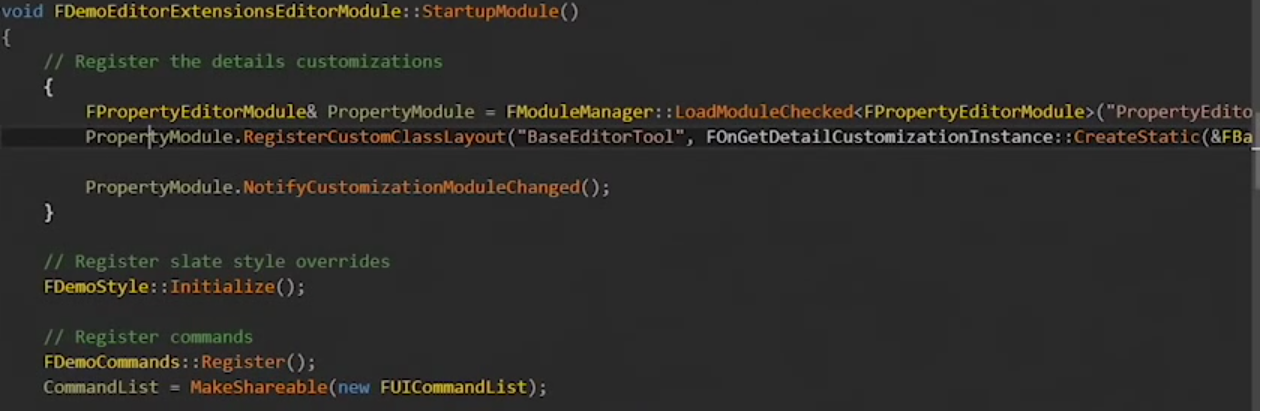 void FDemoEditorExtensionsEditorModule::StartupModule()
{
// Register the details customizations
{
FPropertyEditorModule& PropertyModule = FModuleManager::LoadModuleChecked<FPropertyEditorModule>("PropertyEdito
PropertyModule.RegisterCustomClassLayout("BaseEditorTool", FOnGetDetailCustomizationInstance::CreateStatic(&FBa
PropertyModule.NotifyCustomizationModuleChanged();
}
// Register slate style overrides
FDemoStyle::Initialize();
// Register commands
FDemoCommands::Register();
CommandList = MakeShareable(new FUICommandList);